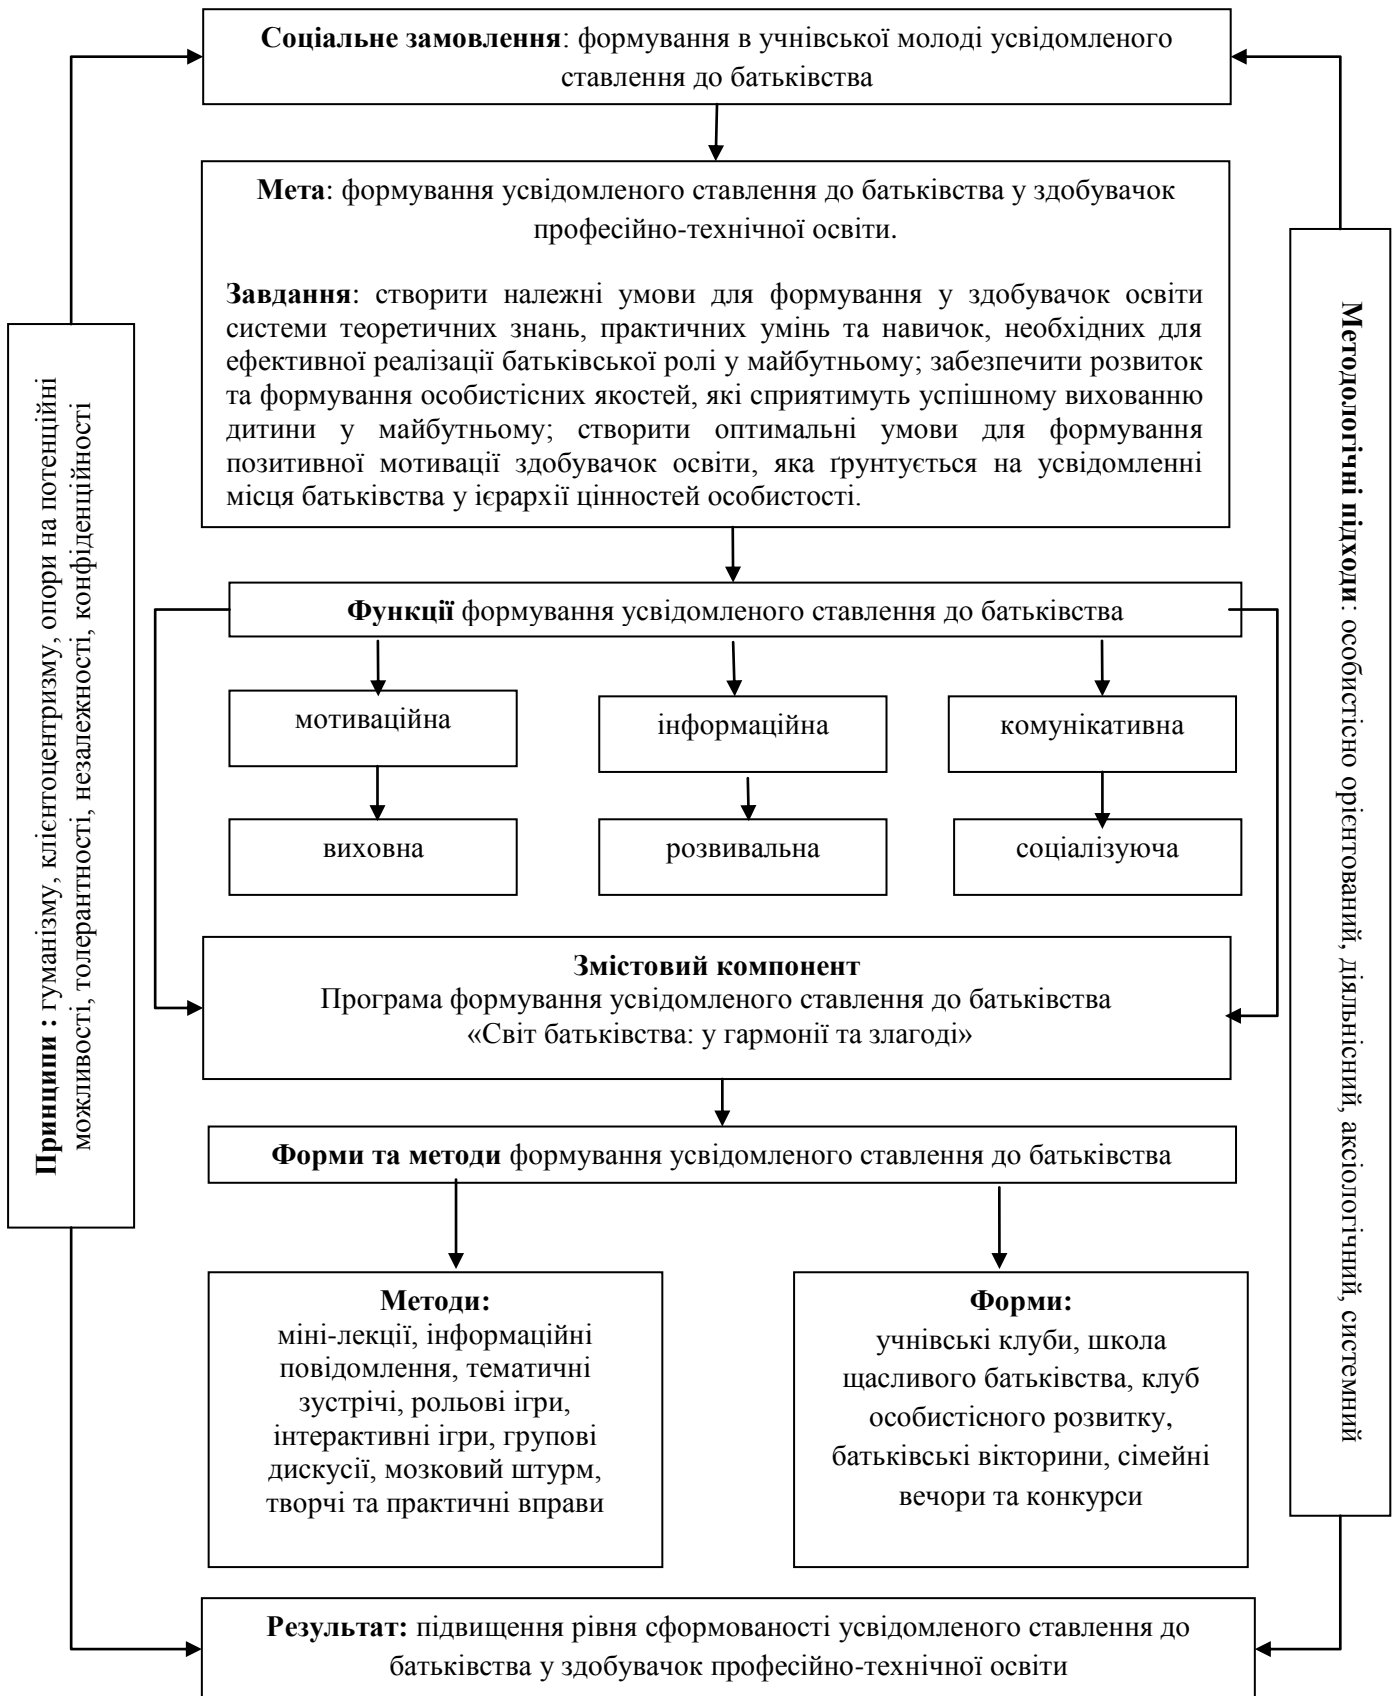 Соціальне замовлення: формування в учнівської молоді усвідомленого
ставлення до батьківства
Мета: формування усвідомленого ставлення до батьківства у здобувачок
професійно-технічної освіти.
Завдання: створити належні умови для формування у здобувачок освіти
системи теоретичних знань, практичних умінь та навичок, необхідних для
ефективної реалізації батьківської ролі у майбутньому; забезпечити розвиток
та формування особистісних якостей, які сприятимуть успішному вихованню
дитини у майбутньому; створити оптимальні умови для формування
позитивної мотивації здобувачок освіти, яка ґрунтується на усвідомленні
місця батьківства у ієрархії цінностей особистості.
Принципи : гуманізму, клієнтоцентризму, опори на потенційні
можливості, толерантності, незалежності, конфіденційності
Методологічні підходи: особистісно орієнтований, діяльнісний, аксіологічний, системний
Функції формування усвідомленого ставлення до батьківства
мотиваційна
інформаційна
комунікативна
виховна
розвивальна
соціалізуюча
Змістовий компонент
Програма формування усвідомленого ставлення до батьківства
«Світ батьківства: у гармонії та злагоді»
Форми та методи формування усвідомленого ставлення до батьківства
Методи:
міні-лекції, інформаційні
повідомлення, тематичні
зустрічі, рольові ігри,
інтерактивні ігри, групові
дискусії, мозковий штурм,
творчі та практичні вправи
Форми:
учнівські клуби, школа
щасливого батьківства, клуб
особистісного розвитку,
батьківські вікторини, сімейні
вечори та конкурси
Результат: підвищення рівня сформованості усвідомленого ставлення до
батьківства у здобувачок професійно-технічної освіти